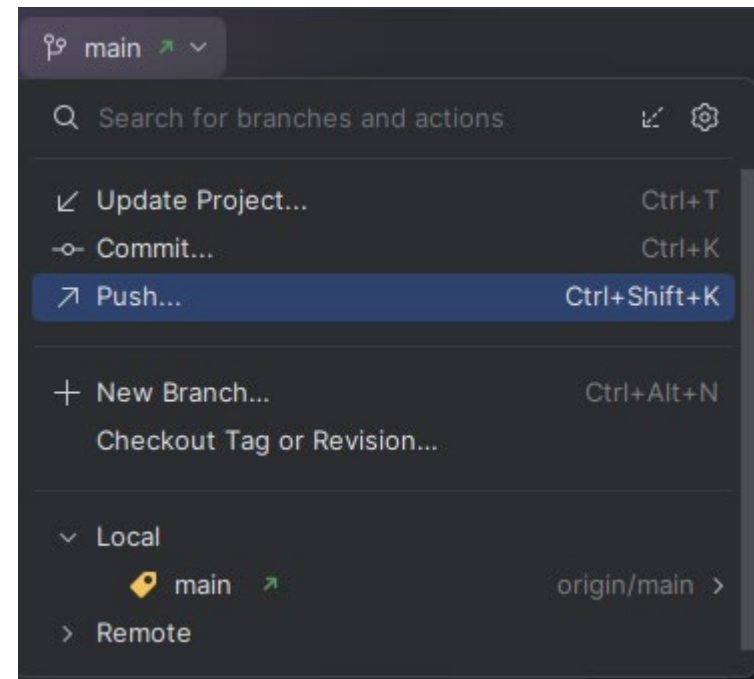 main
Search for branches and actions
Update Project... Ctrl+T
Commit... Ctrl+K
Push... Ctrl+Shift+K
New Branch... Ctrl+Alt+N
Checkout Tag or Revision...
Local
main origin/main
Remote